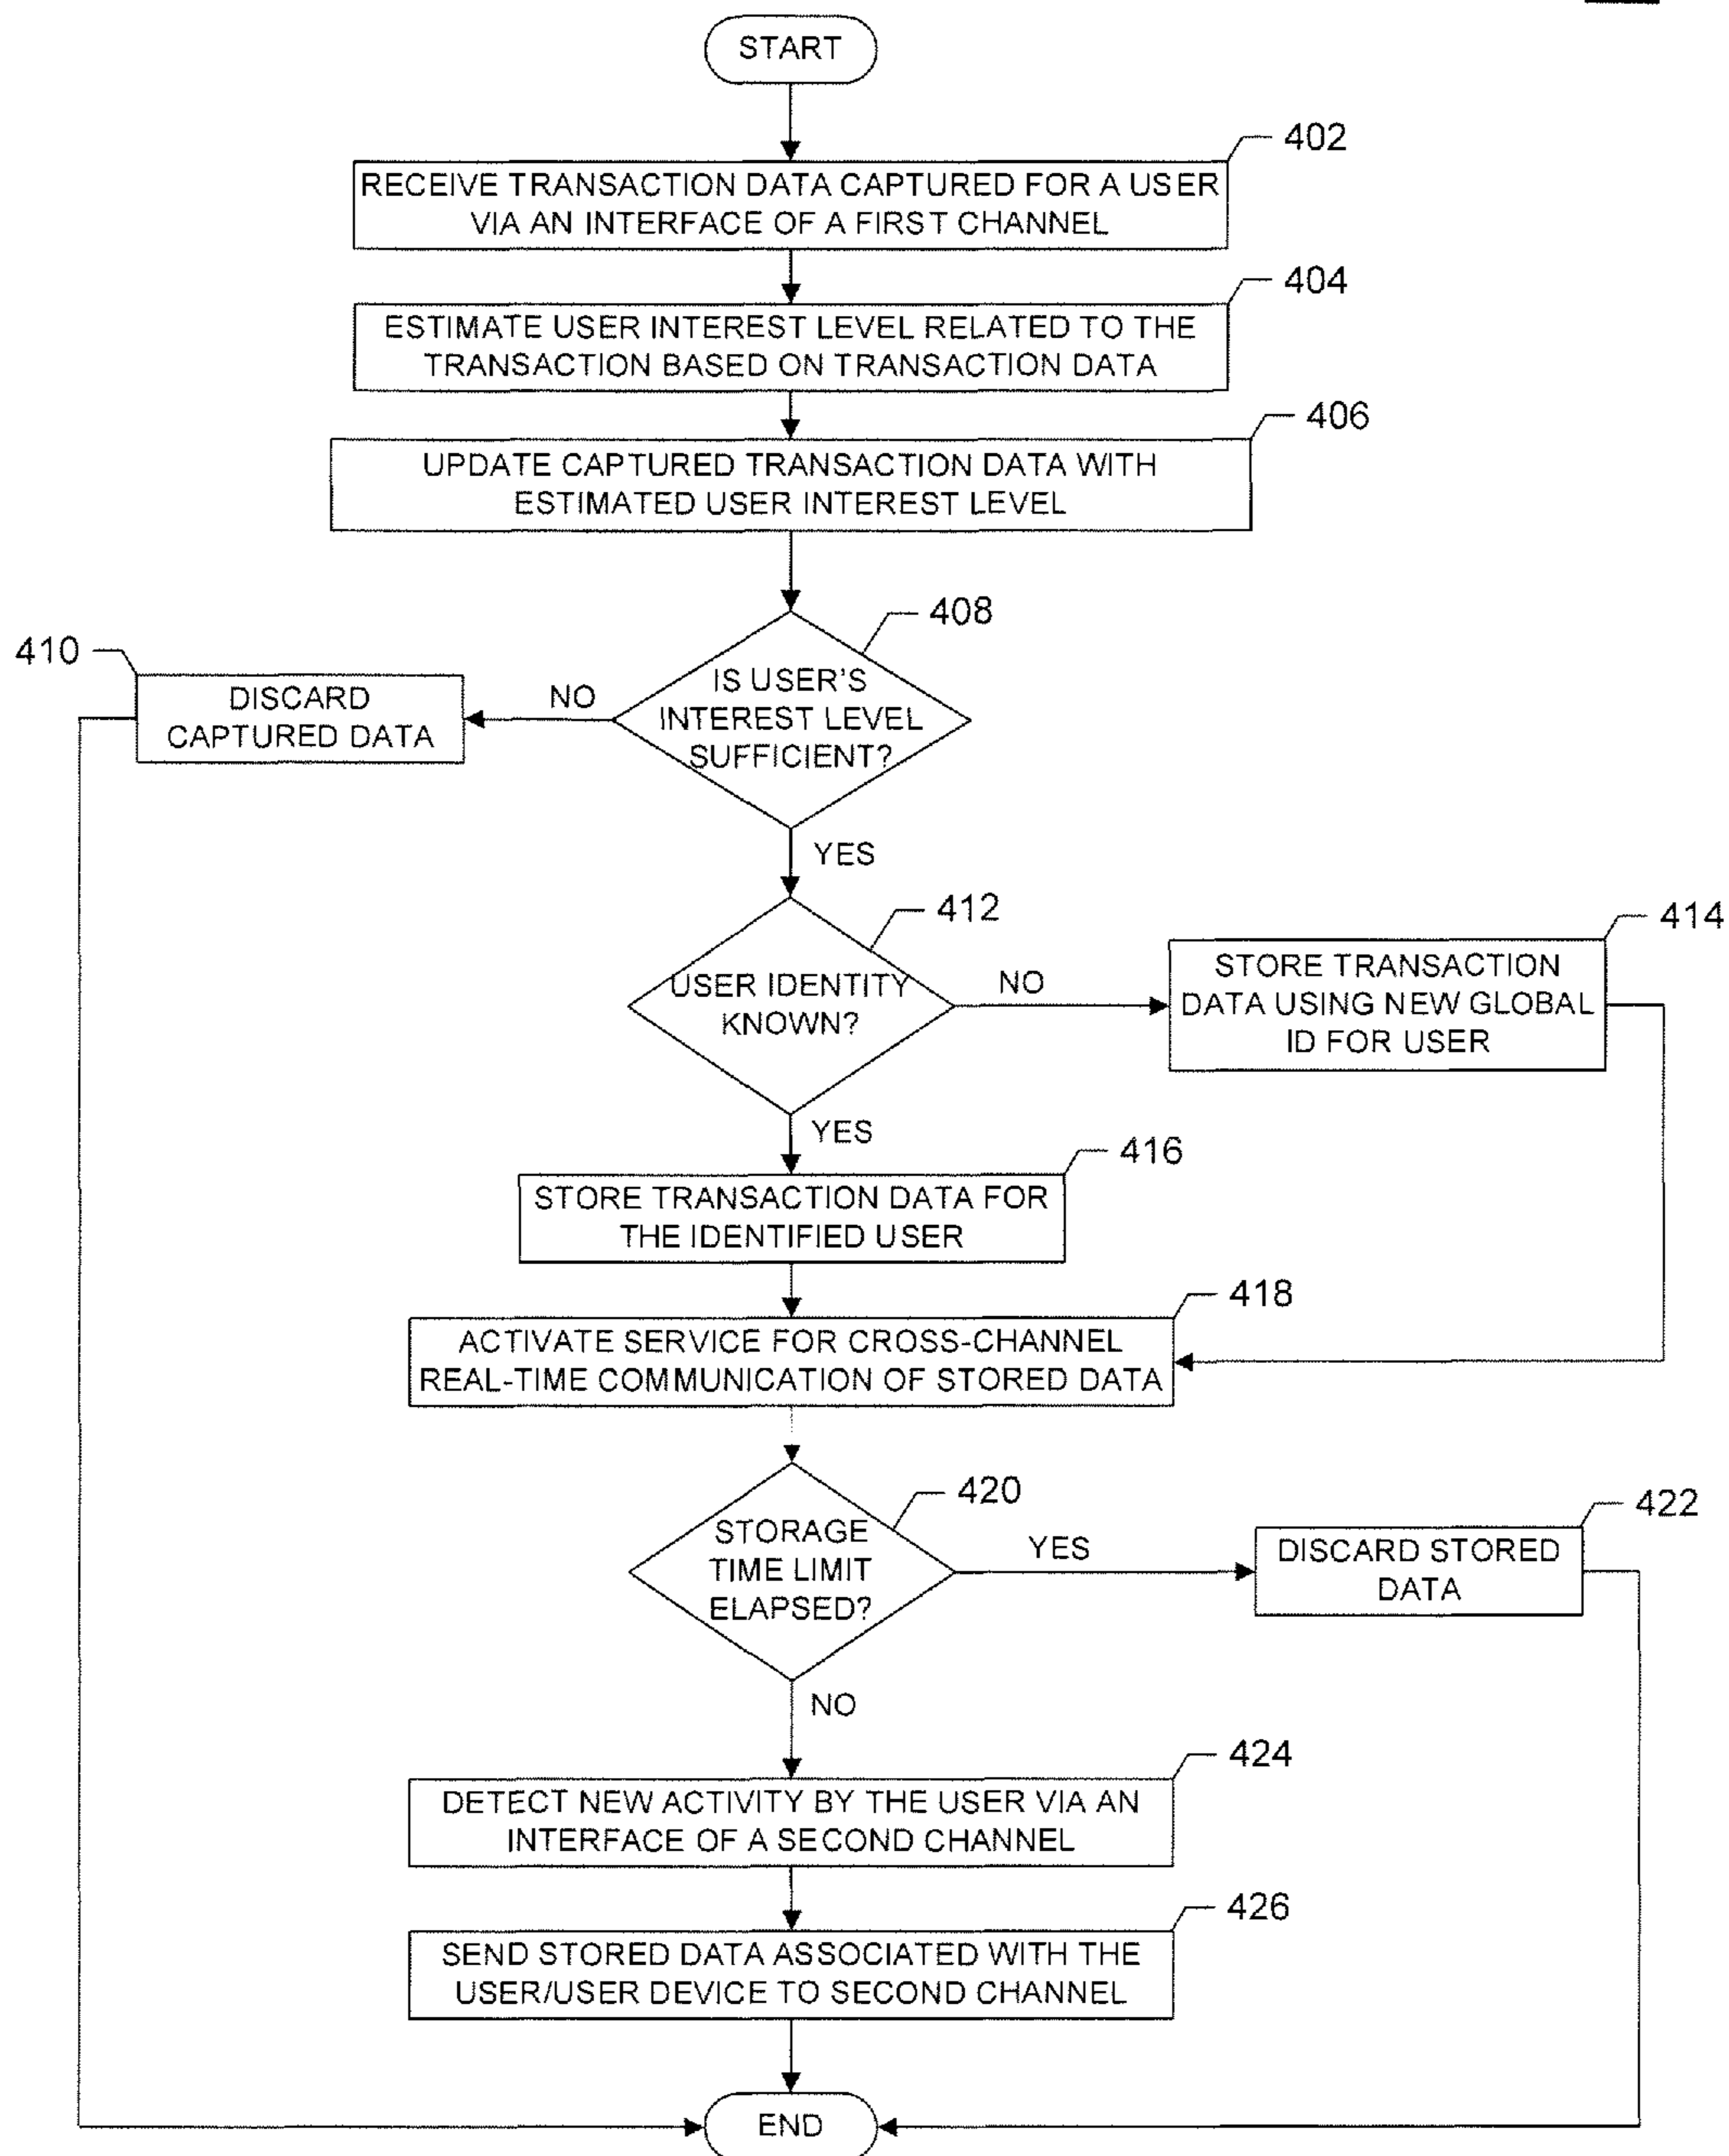 START
402
RECEIVE TRANSACTION DATA CAPTURED FOR A USER
VIA AN INTERFACE OF A FIRST CHANNEL
404
ESTIMATE USER INTEREST LEVEL RELATED TO THE
TRANSACTION BASED ON TRANSACTION DATA
406
UPDATE CAPTURED TRANSACTION DATA WITH
ESTIMATED USER INTEREST LEVEL
408
IS USER'S
INTEREST LEVEL
SUFFICIENT?
NO
410
DISCARD
CAPTURED DATA
YES
412
USER IDENTITY
KNOWN?
NO
414
STORE TRANSACTION
DATA USING NEW GLOBAL
ID FOR USER
YES
416
STORE TRANSACTION DATA FOR
THE IDENTIFIED USER
418
ACTIVATE SERVICE FOR CROSS-CHANNEL
REAL-TIME COMMUNICATION OF STORED DATA
420
STORAGE
TIME LIMIT
ELAPSED?
YES
422
DISCARD STORED
DATA
NO
424
DETECT NEW ACTIVITY BY THE USER VIA AN
INTERFACE OF A SECOND CHANNEL
426
SEND STORED DATA ASSOCIATED WITH THE
USER/USER DEVICE TO SECOND CHANNEL
END